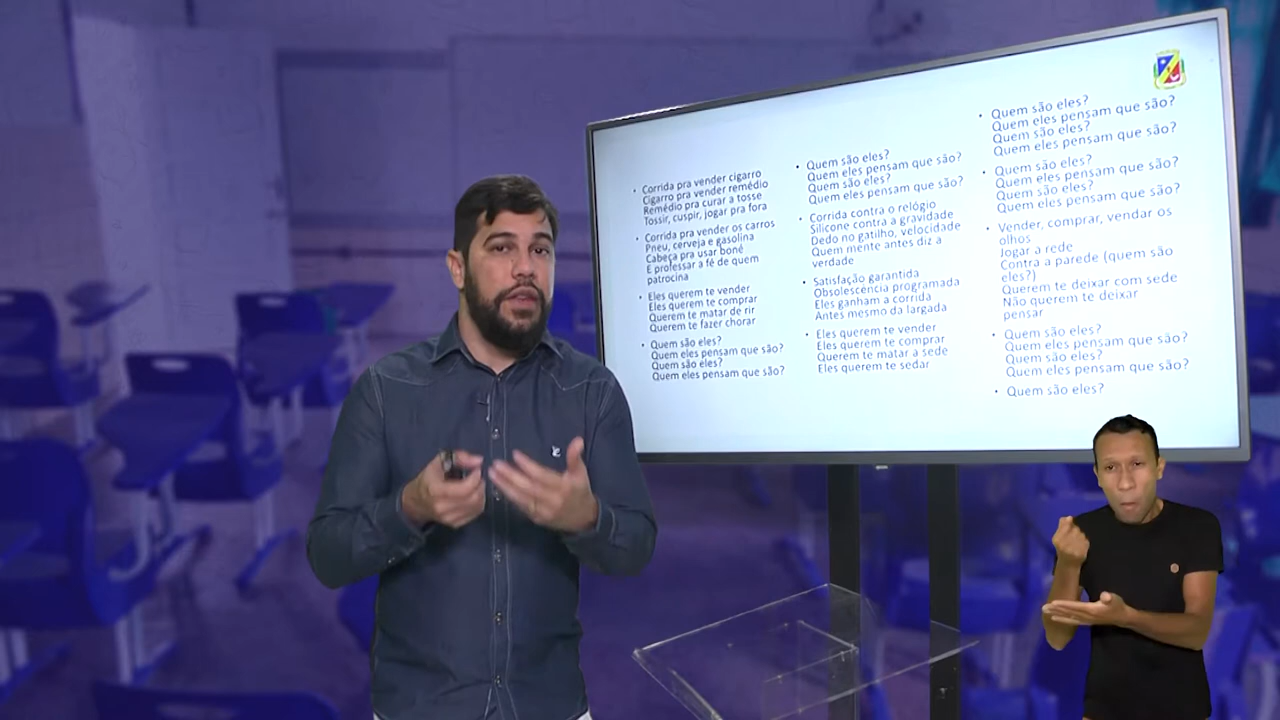 • Corrida pra vender cigarro
Cigarro pra vender remédio
Remédio pra curar a tosse
Tossir, cuspir, jogar pra fora
• Corrida pra vender os carros
Pneu, cerveja e gasolina
Cabeça pra usar boné
E professar a fé de quem
patrocina
• Eles querem te vender
Eles querem te comprar
Querem te matar de rir
Querem te fazer chorar
• Quem são eles?
Quem eles pensam que são?
Quem são eles?
Quem eles pensam que são?
• Quem são eles?
Quem eles pensam que são?
Quem são eles?
Quem eles pensam que são?
• Corrida contra o relógio
Silicone contra a gravidade
Dedo no gatilho, velocidade
Quem mente antes diz a
verdade
• Satisfação garantida
Obsolescência programada
Eles ganham a corrida
Antes mesmo da largada
• Eles querem te vender
Eles querem te comprar
Querem te matar a sede
Eles querem te sedar
• Quem são eles?
Quem eles pensam que são?
Quem são eles?
Quem eles pensam que são?
• Quem são eles?
Quem eles pensam que são?
Quem são eles?
Quem eles pensam que são?
• Vender, comprar, vendar os
olhos
Jogar a rede
Contra a parede (quem são
eles?)
Querem te deixar com sede
Não querem te deixar
pensar
• Quem são eles?
Quem eles pensam que são?
Quem são eles?
Quem eles pensam que são?
• Quem são eles?